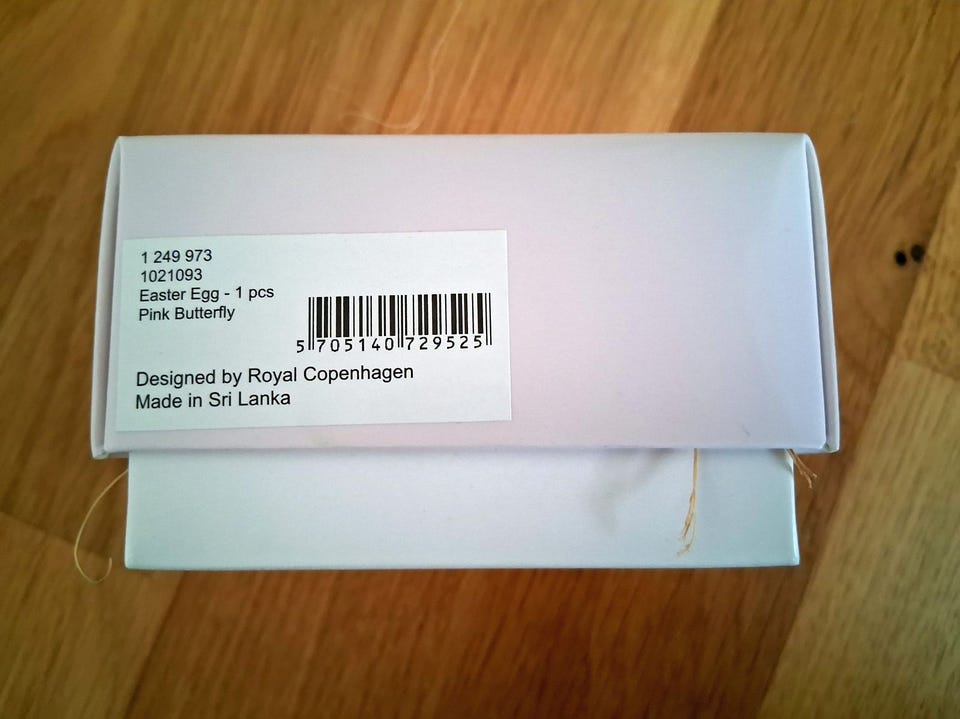 1 249 973
1021093
Easter Egg - 1 pcs
Pink Butterfly
5 705140 729525
Designed by Royal Copenhagen
Made in Sri Lanka